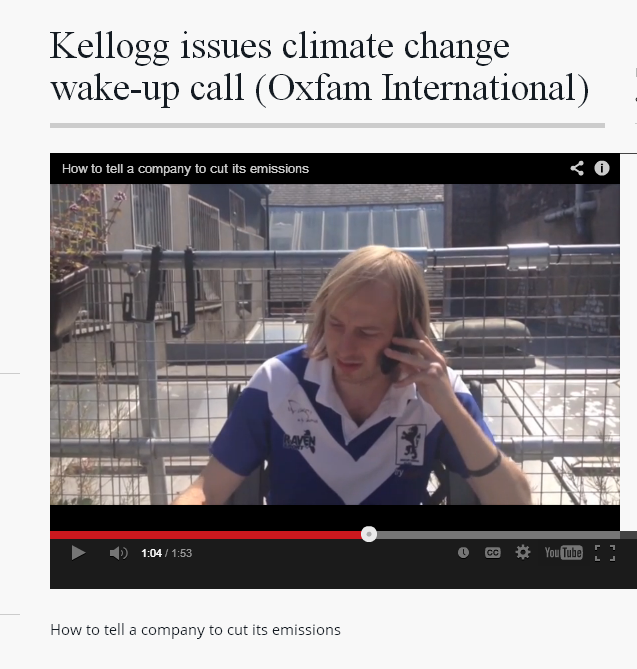 Kellogg issues climate change
wake-up call (Oxfam International)
How to tell a company to cut its emissions
RAVEN
1:04 / 1:53
CC
YouTube
How to tell a company to cut its emissions